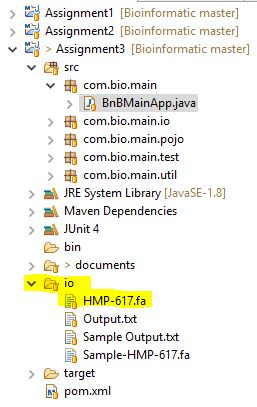 Assignment1 [Bioinformatic master]
Assignment2 [Bioinformatic master]
> Assignment3 [Bioinformatic master]
src
com.bio.main
BnBMainApp.java
com.bio.main.io
com.bio.main.pojo
com.bio.main.test
com.bio.main.util
JRE System Library [JavaSE-1.8]
Maven Dependencies
JUnit 4
bin
> documents
io
HMP-617.fa
Output.txt
Sample Output.txt
Sample-HMP-617.fa
target
pom.xml